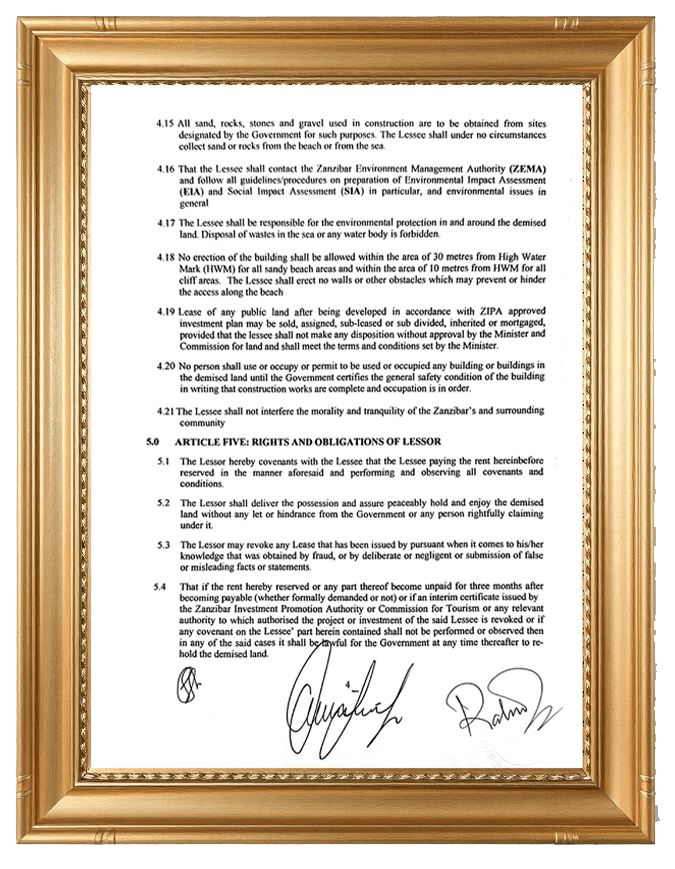 4.15 All sand, rocks, stones and gravel used in construction are to be obtained from sites
designated by the Government for such purposes. The Lessee shall under no circumstances
collect sand or rocks from the beach or from the sea.
4.16 That the Lessee shall contact the Zanzibar Environment Management Authority (ZEMA)
and follow all guidelines/procedures on preparation of Environmental Impact Assessment
(EIA) and Social Impact Assessment (SIA) in particular, and environmental issues in
general
4.17 The Lessee shall be responsible for the environmental protection in and around the demised
land. Disposal of wastes in the sea or any water body is forbidden.
4.18 No erection of the building shall be allowed within the area of 30 metres from High Water
Mark (HWM) for all sandy beach areas and within the area of 10 metres from HWM for all
cliff areas. The Lessee shall erect no walls or other obstacles which may prevent or hinder
the access along the beach
4.19 Lease of any public land after being developed in accordance with ZIPA approved
investment plan may be sold, assigned, sub-leased or sub divided, inherited or mortgaged,
provided that the lessee shall not make any disposition without approval by the Minister and
Commission for land and shall meet the terms and conditions set by the Minister.
4.20 No person shall use or occupy or permit to be used or occupied any building or buildings in
the demised land until the Government certifies the general safety condition of the building
in writing that construction works are complete and occupation is in order.
4.21 The Lessee shall not interfere the morality and tranquility of the Zanzibar's and surrounding
community
5.0 ARTICLE FIVE: RIGHTS AND OBLIGATIONS OF LESSOR
5.1 The Lessor hereby covenants with the Lessee that the Lessee paying the rent hereinbefore
reserved in the manner aforesaid and performing and observing all covenants and
conditions.
5.2 The Lessor shall deliver the possession and assure peaceably hold and enjoy the demised
land without any let or hindrance from the Government or any person rightfully claiming
under it.
5.3 The Lessor may revoke any Lease that has been issued by pursuant when it comes to his/her
knowledge that was obtained by fraud, or by deliberate or negligent or submission of false
or misleading facts or statements.
5.4 That if the rent hereby reserved or any part thereof become unpaid for three months after
becoming payable (whether formally demanded or not) or if an interim certificate issued by
the Zanzibar Investment Promotion Authority or Commission for Tourism or any relevant
authority to which authorised the project or investment of the said Lessee is revoked or if
any covenant on the Lessee' part herein contained shall not be performed or observed then
in any of the said cases it shall be lawful for the Government at any time thereafter to re-
hold the demised land.
4